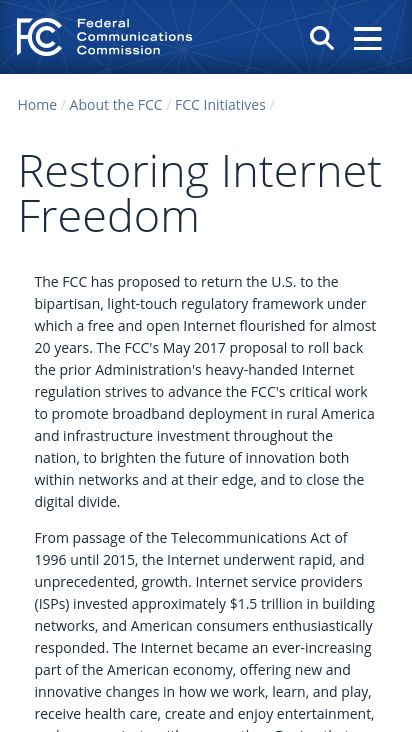 Federal
Communications
Commission
Home / About the FCC / FCC Initiatives /
Restoring Internet
Freedom
The FCC has proposed to return the U.S. to the
bipartisan, light-touch regulatory framework under
which a free and open Internet flourished for almost
20 years. The FCC's May 2017 proposal to roll back
the prior Administration's heavy-handed Internet
regulation strives to advance the FCC's critical work
to promote broadband deployment in rural America
and infrastructure investment throughout the
nation, to brighten the future of innovation both
within networks and at their edge, and to close the
digital divide.
From passage of the Telecommunications Act of
1996 until 2015, the Internet underwent rapid, and
unprecedented, growth. Internet service providers
(ISPs) invested approximately $1.5 trillion in building
networks, and American consumers enthusiastically
responded. The Internet became an ever-increasing
part of the American economy, offering new and
innovative changes in how we work, learn, and play,
receive health care, create and enjoy entertainment,